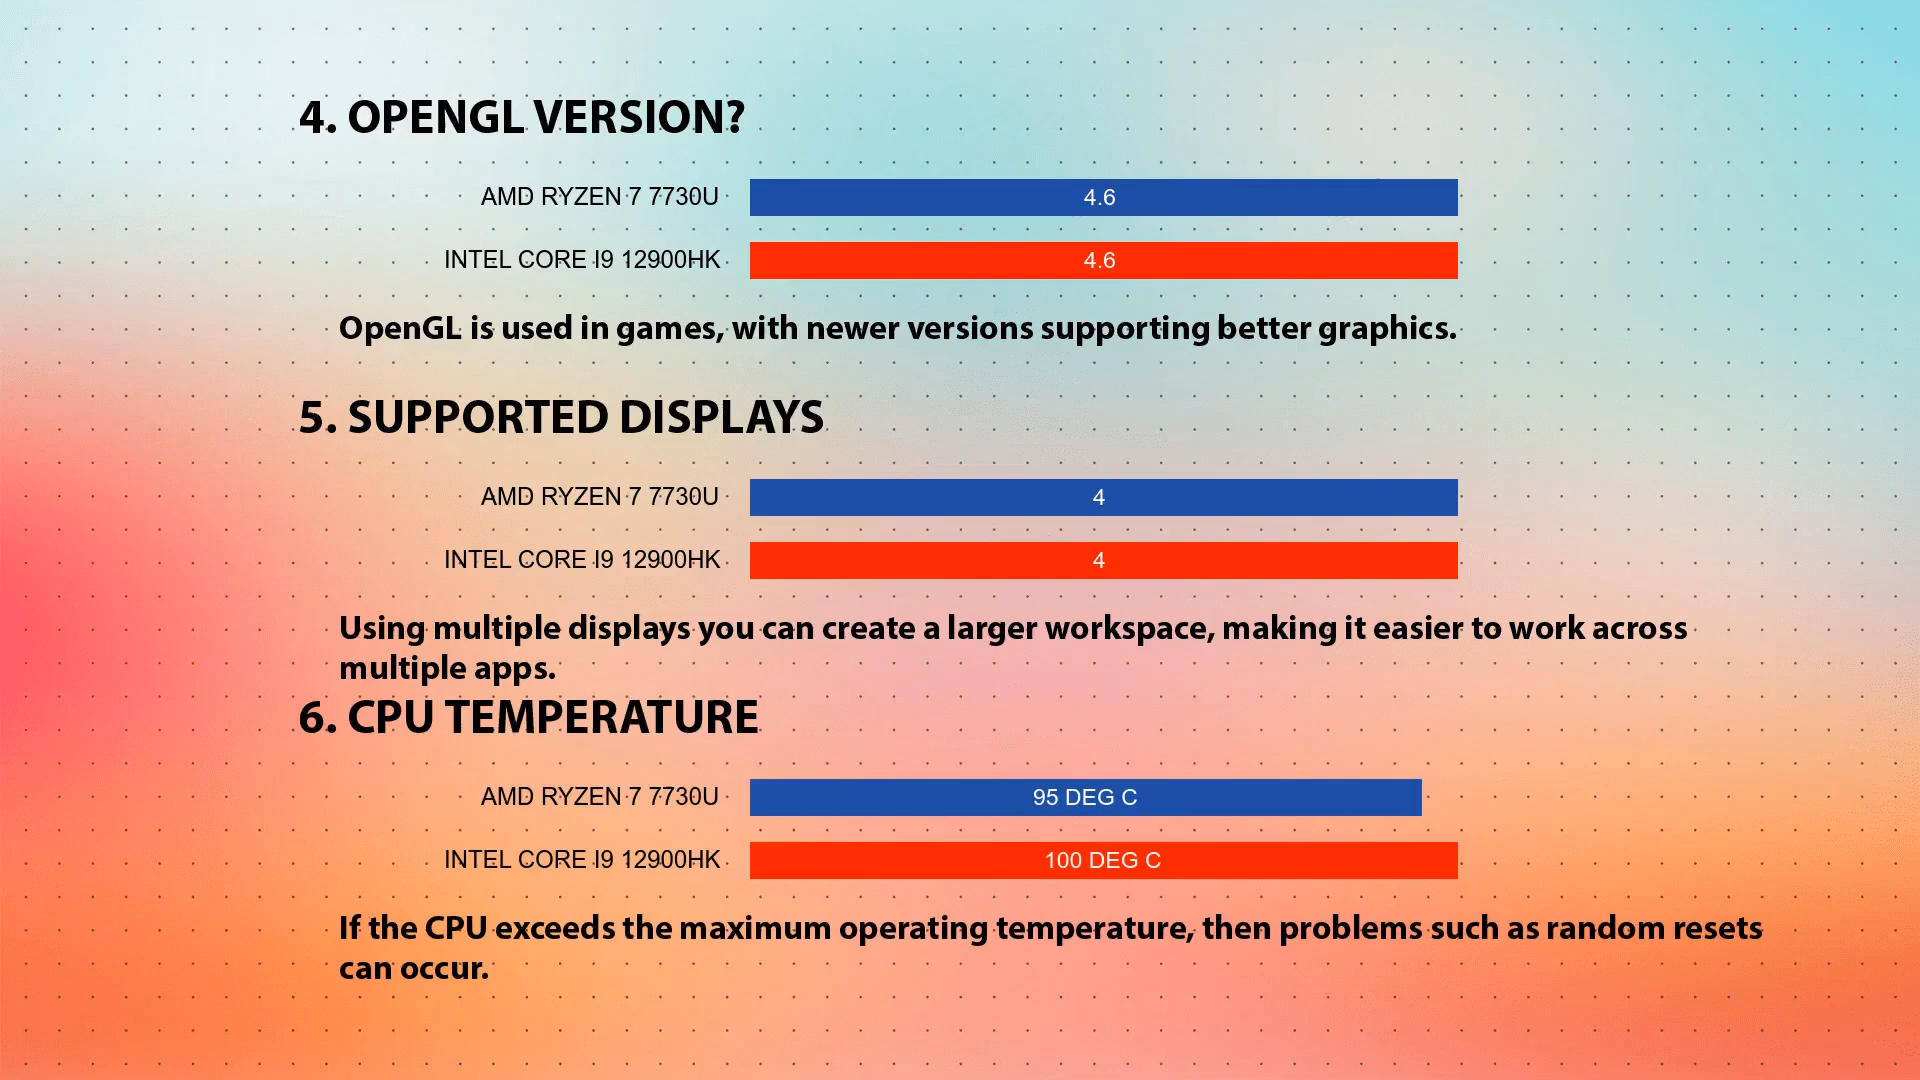 4. OPENGL VERSION?
AMD RYZEN 7 7730U
4.6
INTEL CORE I9 12900HK
4.6
OpenGL is used in games, with newer versions supporting better graphics.
5. SUPPORTED DISPLAYS
AMD RYZEN 7 7730U
4
INTEL CORE I9 12900HK
4
Using multiple displays you can create a larger workspace, making it easier to work across
multiple apps.
6. CPU TEMPERATURE
AMD RYZEN 7 7730U
95 DEG C
INTEL CORE I9 12900HK
100 DEG C
If the CPU exceeds the maximum operating temperature, then problems such as random resets
can occur.